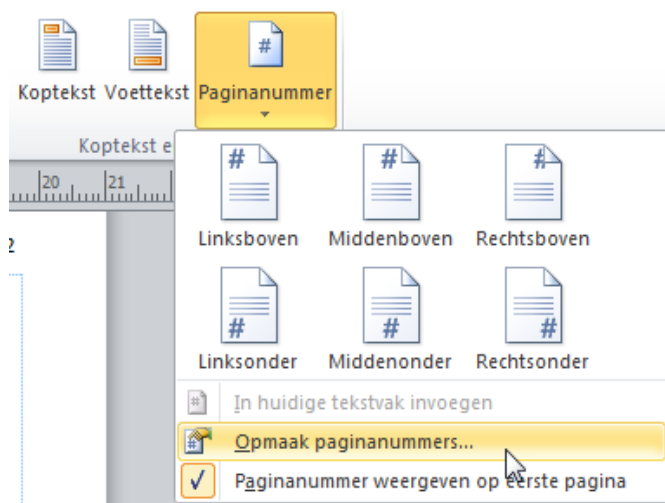 Koptekst Voettekst Paginanummer
Koptekst e
20 21
2
# Linksboven # Middenboven # Rechtsboven
# Linksonder # Middenonder # Rechtsonder
In huidige tekstvak invoegen
Opmaak paginanummers...
Paginanummer weergeven op eerste pagina